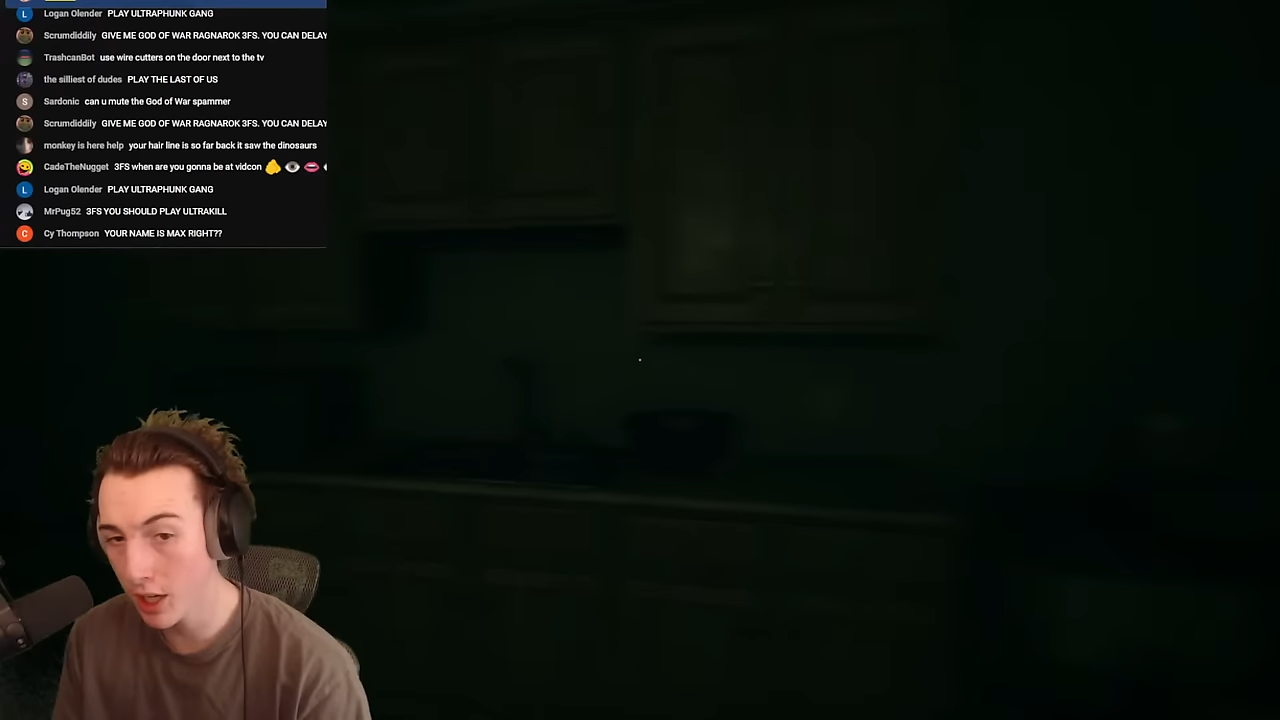 Logan Olender PLAY ULTRAPHUNK GANG
Scrumdiddily GIVE ME GOD OF WAR RAGNAROK 3FS. YOU CAN DELAY
TrashcanBot use wire cutters on the door next to the tv
the silliest of dudes PLAY THE LAST OF US
S Sardonic can u mute the God of War spammer
Scrumdiddily GIVE ME GOD OF WAR RAGNAROK 3FS. YOU CAN DELAY
monkey is here help your hair line is so far back it saw the dinosaurs
CadeTheNugget 3FS when are you gonna be at vidcon
L Logan Olender PLAY ULTRAPHUNK GANG
MrPug52 3FS YOU SHOULD PLAY ULTRAKILL
C Cy Thompson YOUR NAME IS MAX RIGHT??